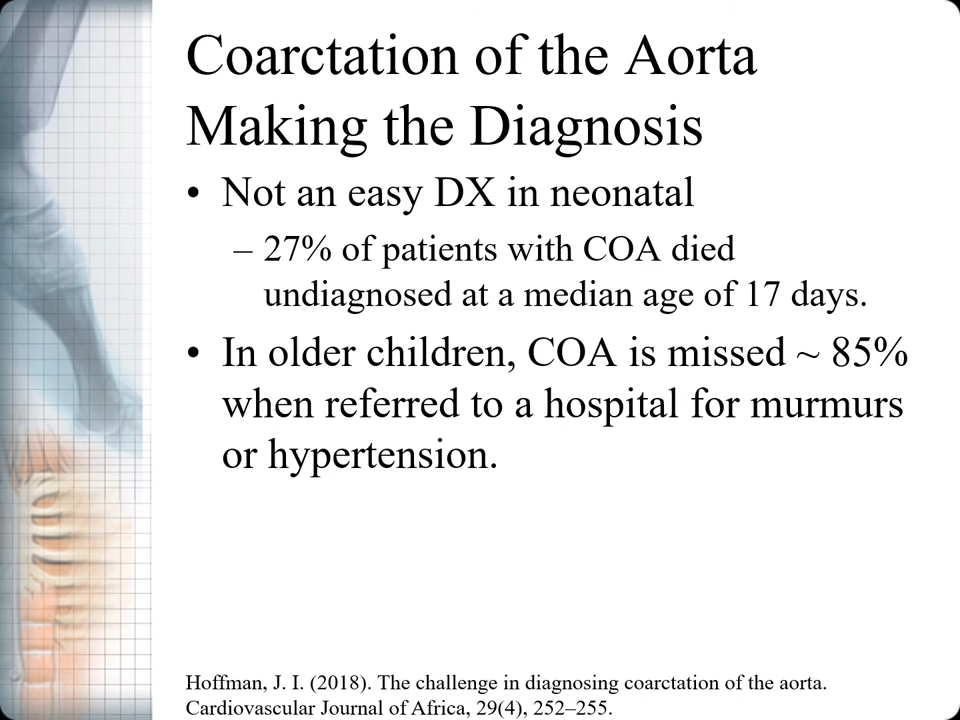 Coarctation of the Aorta
Making the Diagnosis
• Not an easy DX in neonatal
– 27% of patients with COA died
undiagnosed at a median age of 17 days.
• In older children, COA is missed ~ 85%
when referred to a hospital for murmurs
or hypertension.
Hoffman, J. I. (2018). The challenge in diagnosing coarctation of the aorta.
Cardiovascular Journal of Africa, 29(4), 252–255.